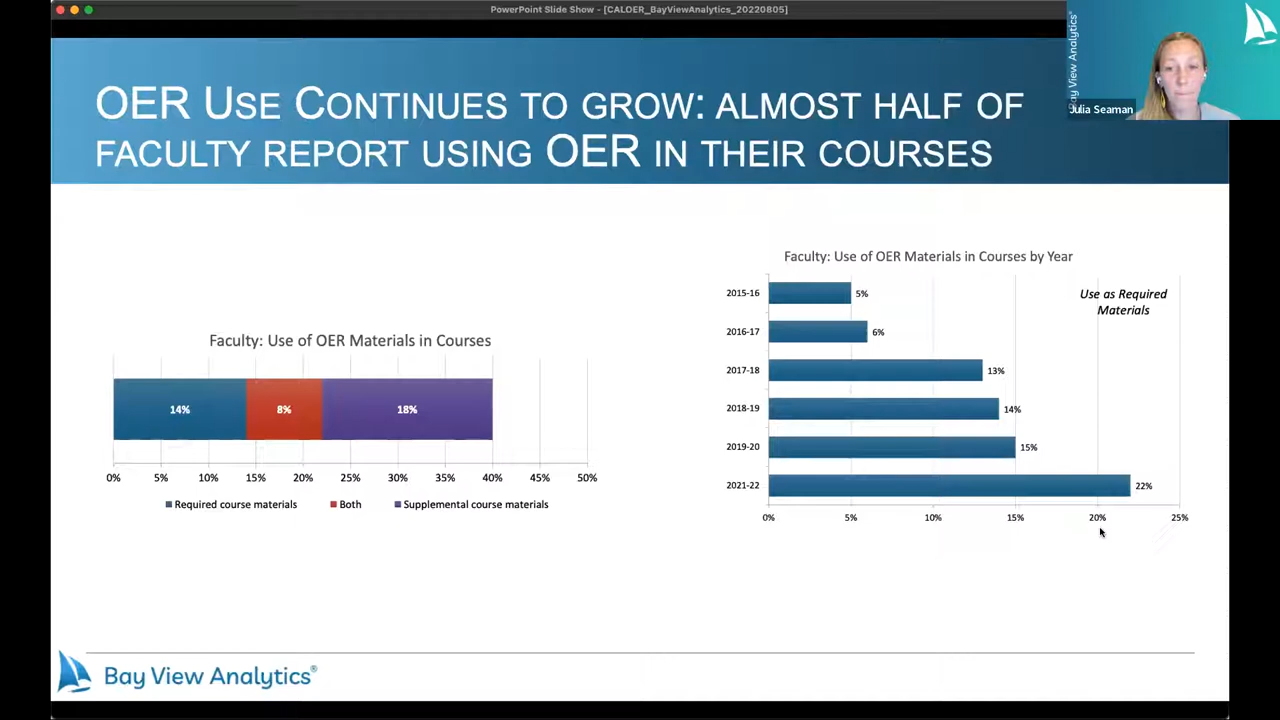 PowerPoint Slide Show - [CALDER_BayViewAnalytics_20220805]
Bay View Analytics®
Julia Seaman
OER USE CONTINUES TO GROW: ALMOST HALF OF
FACULTY REPORT USING OER IN THEIR COURSES
Faculty: Use of OER Materials in Courses
14% 8% 18%
0% 5% 10% 15% 20% 25% 30% 35% 40% 45% 50%
Required course materials Both Supplemental course materials
Faculty: Use of OER Materials in Courses by Year
Use as Required
Materials
2015-16 5%
2016-17 6%
2017-18 13%
2018-19 14%
2019-20 15%
2021-22 22%
0% 5% 10% 15% 20% 25%
Bay View Analytics®